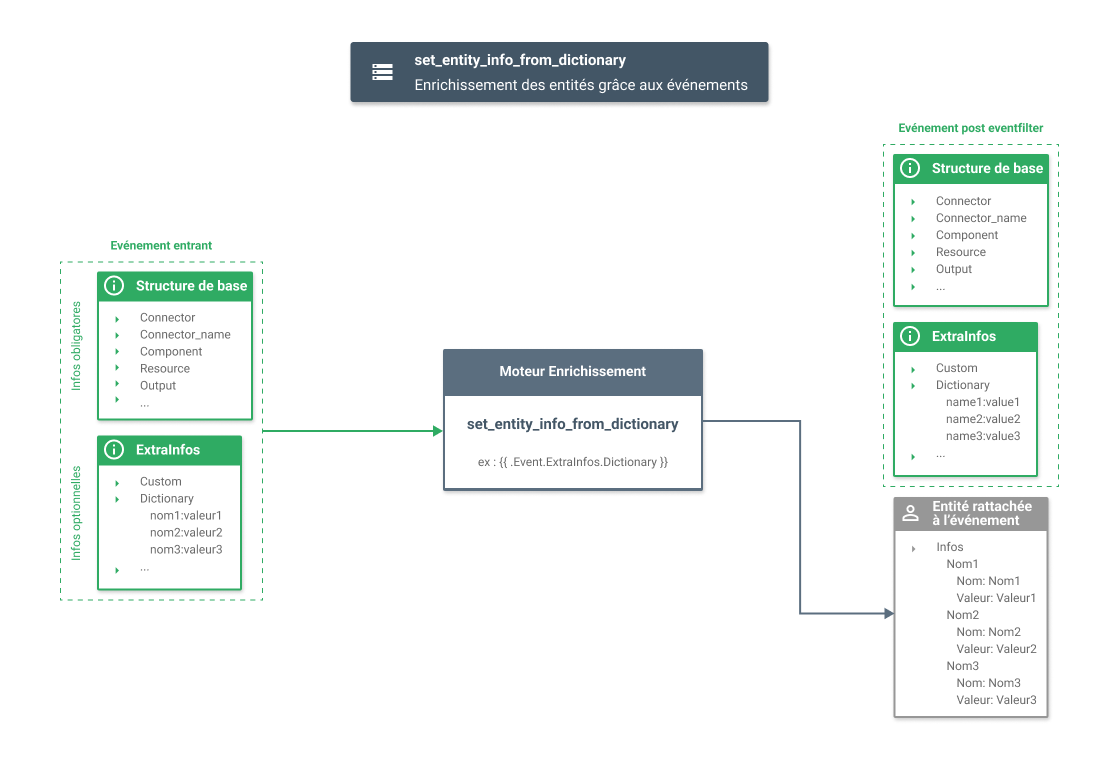 set_entity_info_from_dictionary
Enrichissement des entités grâce aux événements
Evénement entrant
Infos obligatores
Structure de base
Connector
Connector_name
Component
Resource
Output
...
Infos optionnelles
ExtraInfos
Custom
Dictionary
nom1:valeur1
nom2:valeur2
nom3:valeur3
...
Moteur Enrichissement
set_entity_info_from_dictionary
ex : {{ .Event.ExtraInfos.Dictionary }}
Evénement post eventfilter
Structure de base
Connector
Connector_name
Component
Resource
Output
...
ExtraInfos
Custom
Dictionary
name1:value1
name2:value2
name3:value3
...
Entité rattachée
à l'événement
Infos
Nom1
Nom: Nom1
Valeur: Valeur1
Nom2
Nom: Nom2
Valeur: Valeur2
Nom3
Nom: Nom3
Valeur: Valeur3